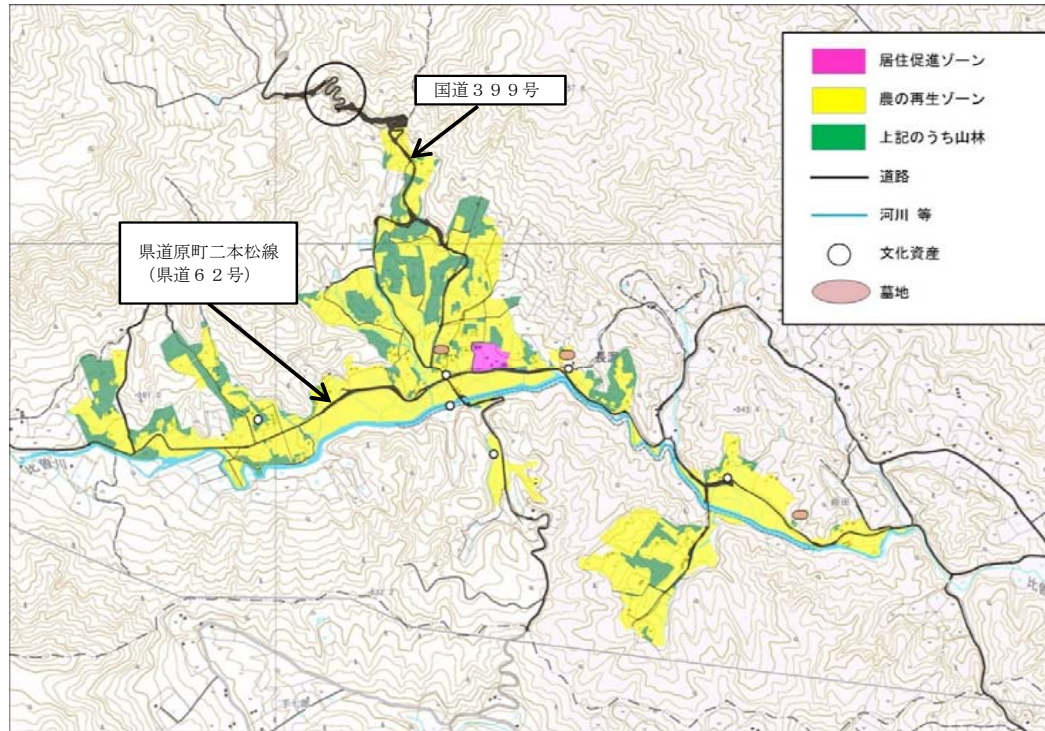 国道３９９号
県道原町二本松線
（県道６２号）
居住促進ゾーン
農の再生ゾーン
上記のうち山林
道路
河川 等
文化資産
墓地
長泥
比曽川